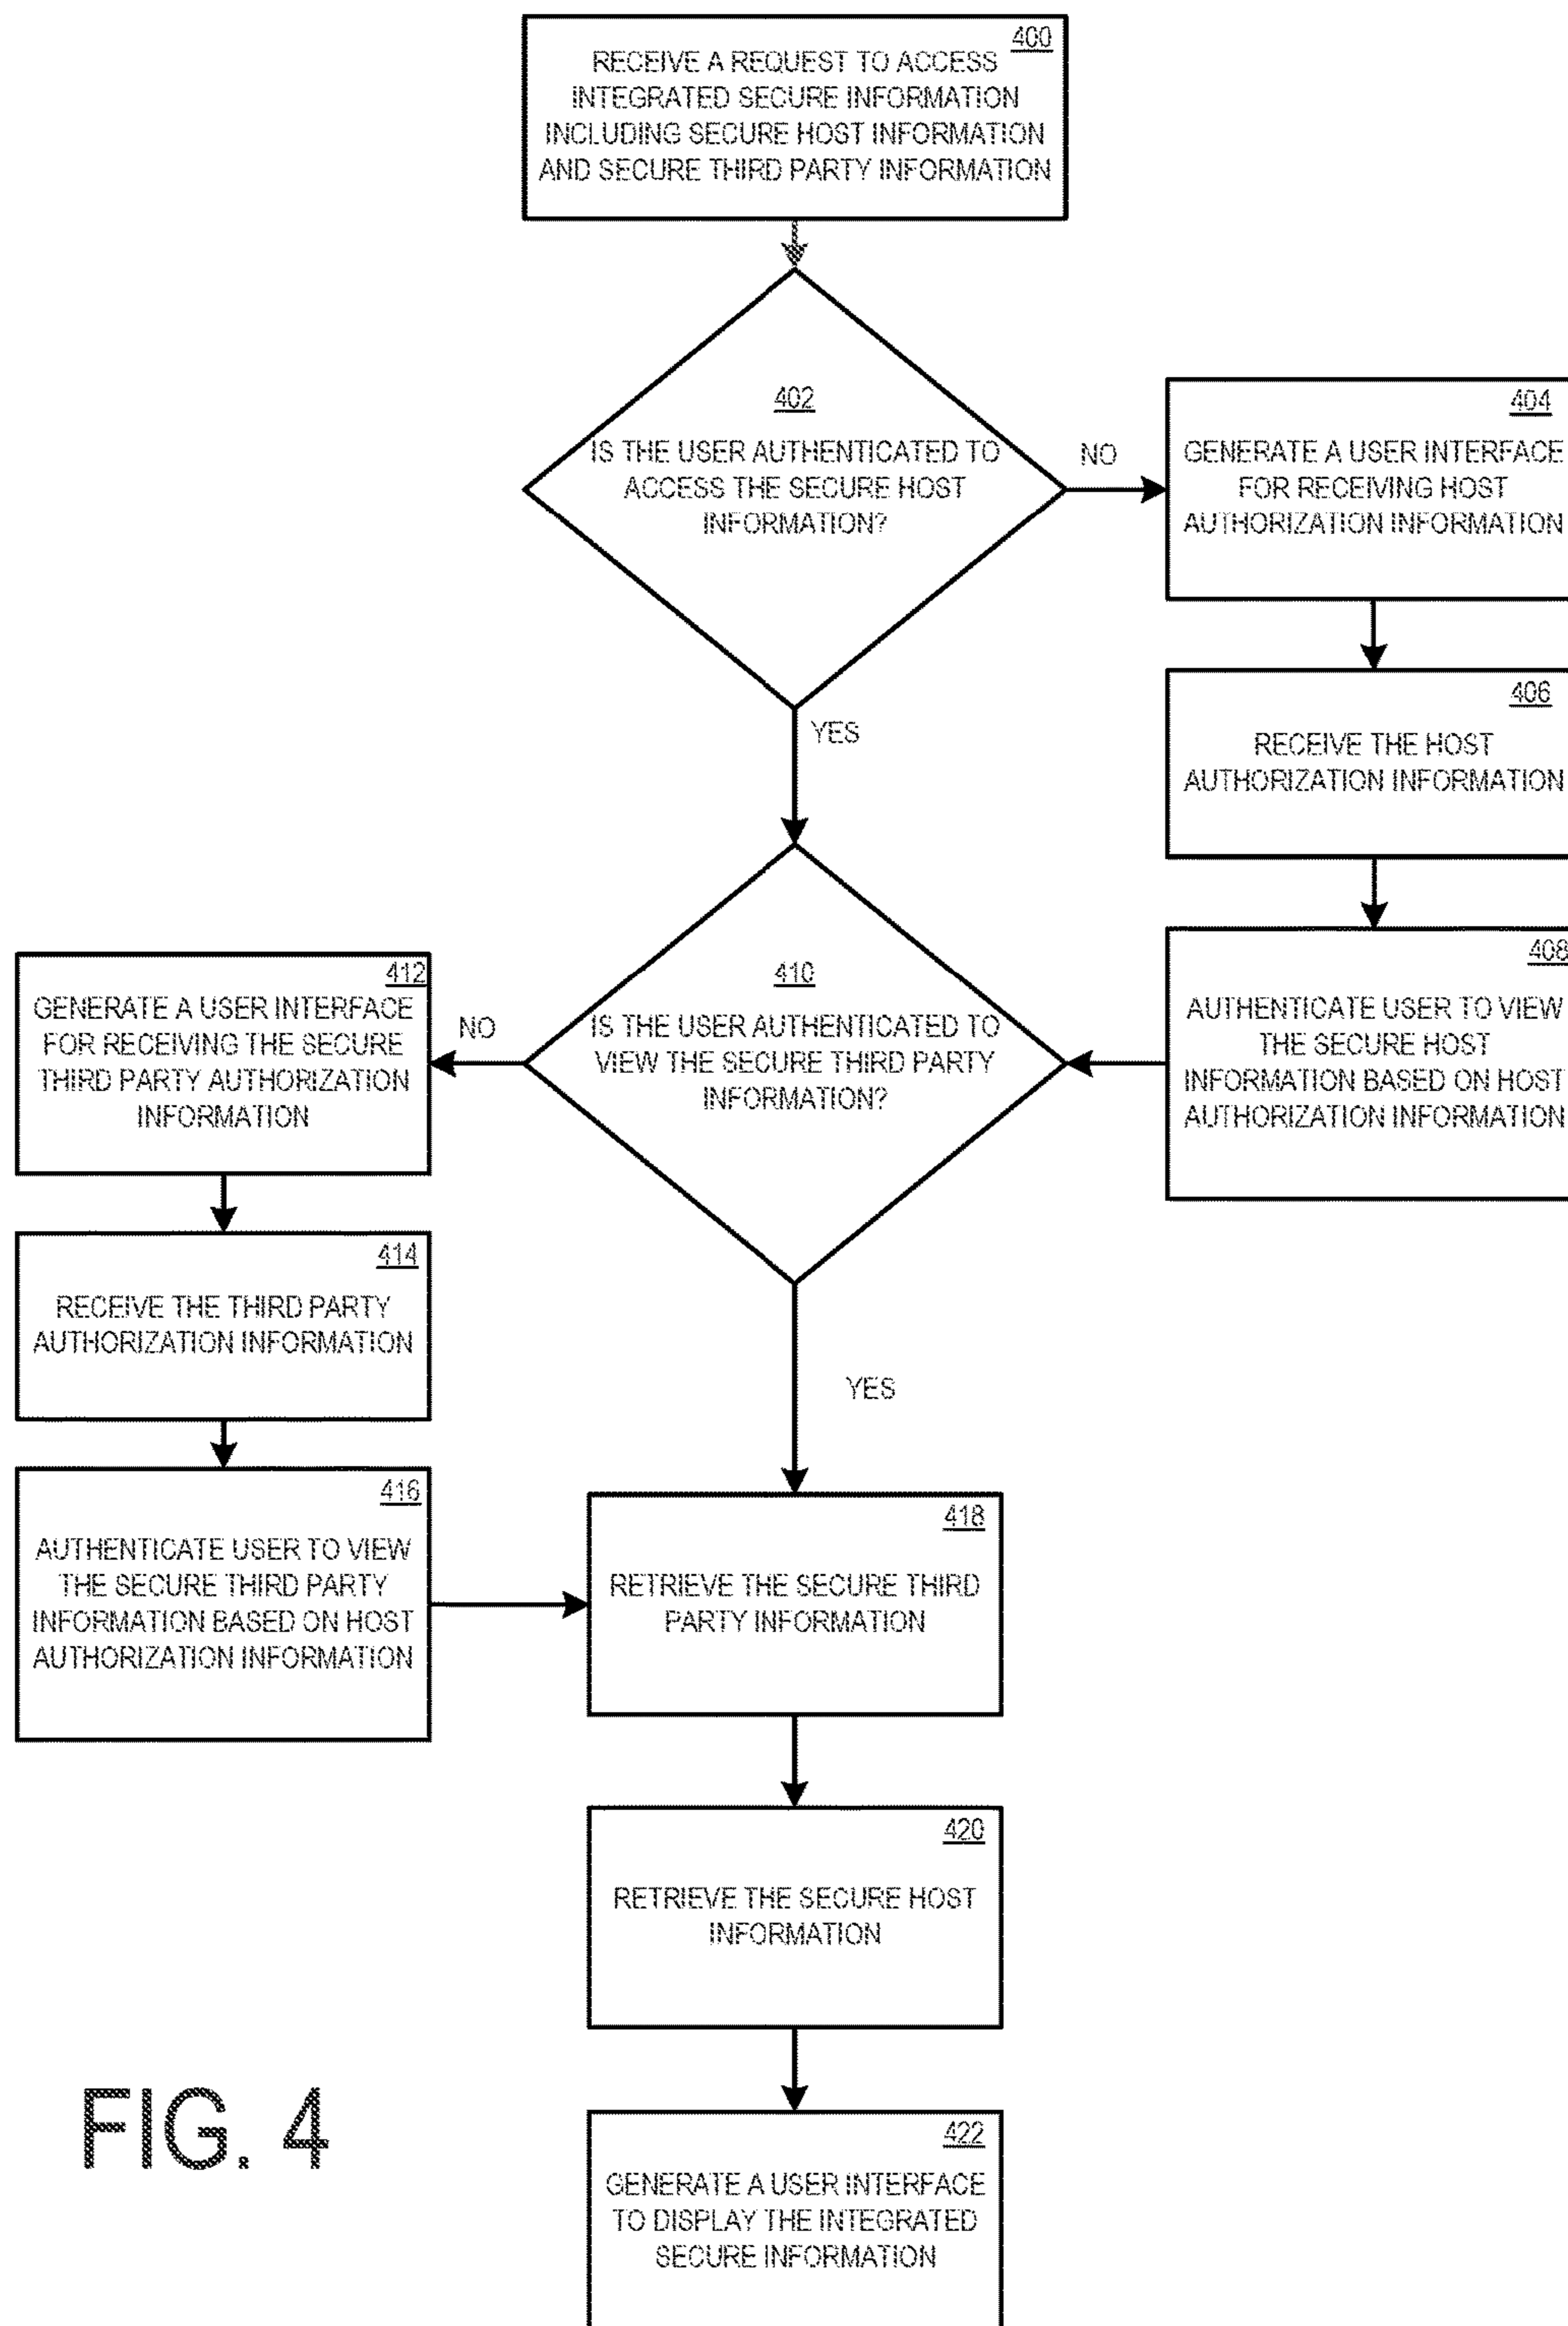 400
RECEIVE A REQUEST TO ACCESS
INTEGRATED SECURE INFORMATION
INCLUDING SECURE HOST INFORMATION
AND SECURE THIRD PARTY INFORMATION
402
IS THE USER AUTHENTICATED TO
ACCESS THE SECURE HOST
INFORMATION?
NO
404
GENERATE A USER INTERFACE
FOR RECEIVING HOST
AUTHORIZATION INFORMATION
406
RECEIVE THE HOST
AUTHORIZATION INFORMATION
YES
408
AUTHENTICATE USER TO VIEW
THE SECURE HOST
INFORMATION BASED ON HOST
AUTHORIZATION INFORMATION
410
IS THE USER AUTHENTICATED TO
VIEW THE SECURE THIRD PARTY
INFORMATION?
NO
412
GENERATE A USER INTERFACE
FOR RECEIVING THE SECURE
THIRD PARTY AUTHORIZATION
INFORMATION
414
RECEIVE THE THIRD PARTY
AUTHORIZATION INFORMATION
YES
416
AUTHENTICATE USER TO VIEW
THE SECURE THIRD PARTY
INFORMATION BASED ON HOST
AUTHORIZATION INFORMATION
418
RETRIEVE THE SECURE THIRD
PARTY INFORMATION
420
RETRIEVE THE SECURE HOST
INFORMATION
422
GENERATE A USER INTERFACE
TO DISPLAY THE INTEGRATED
SECURE INFORMATION
FIG. 4